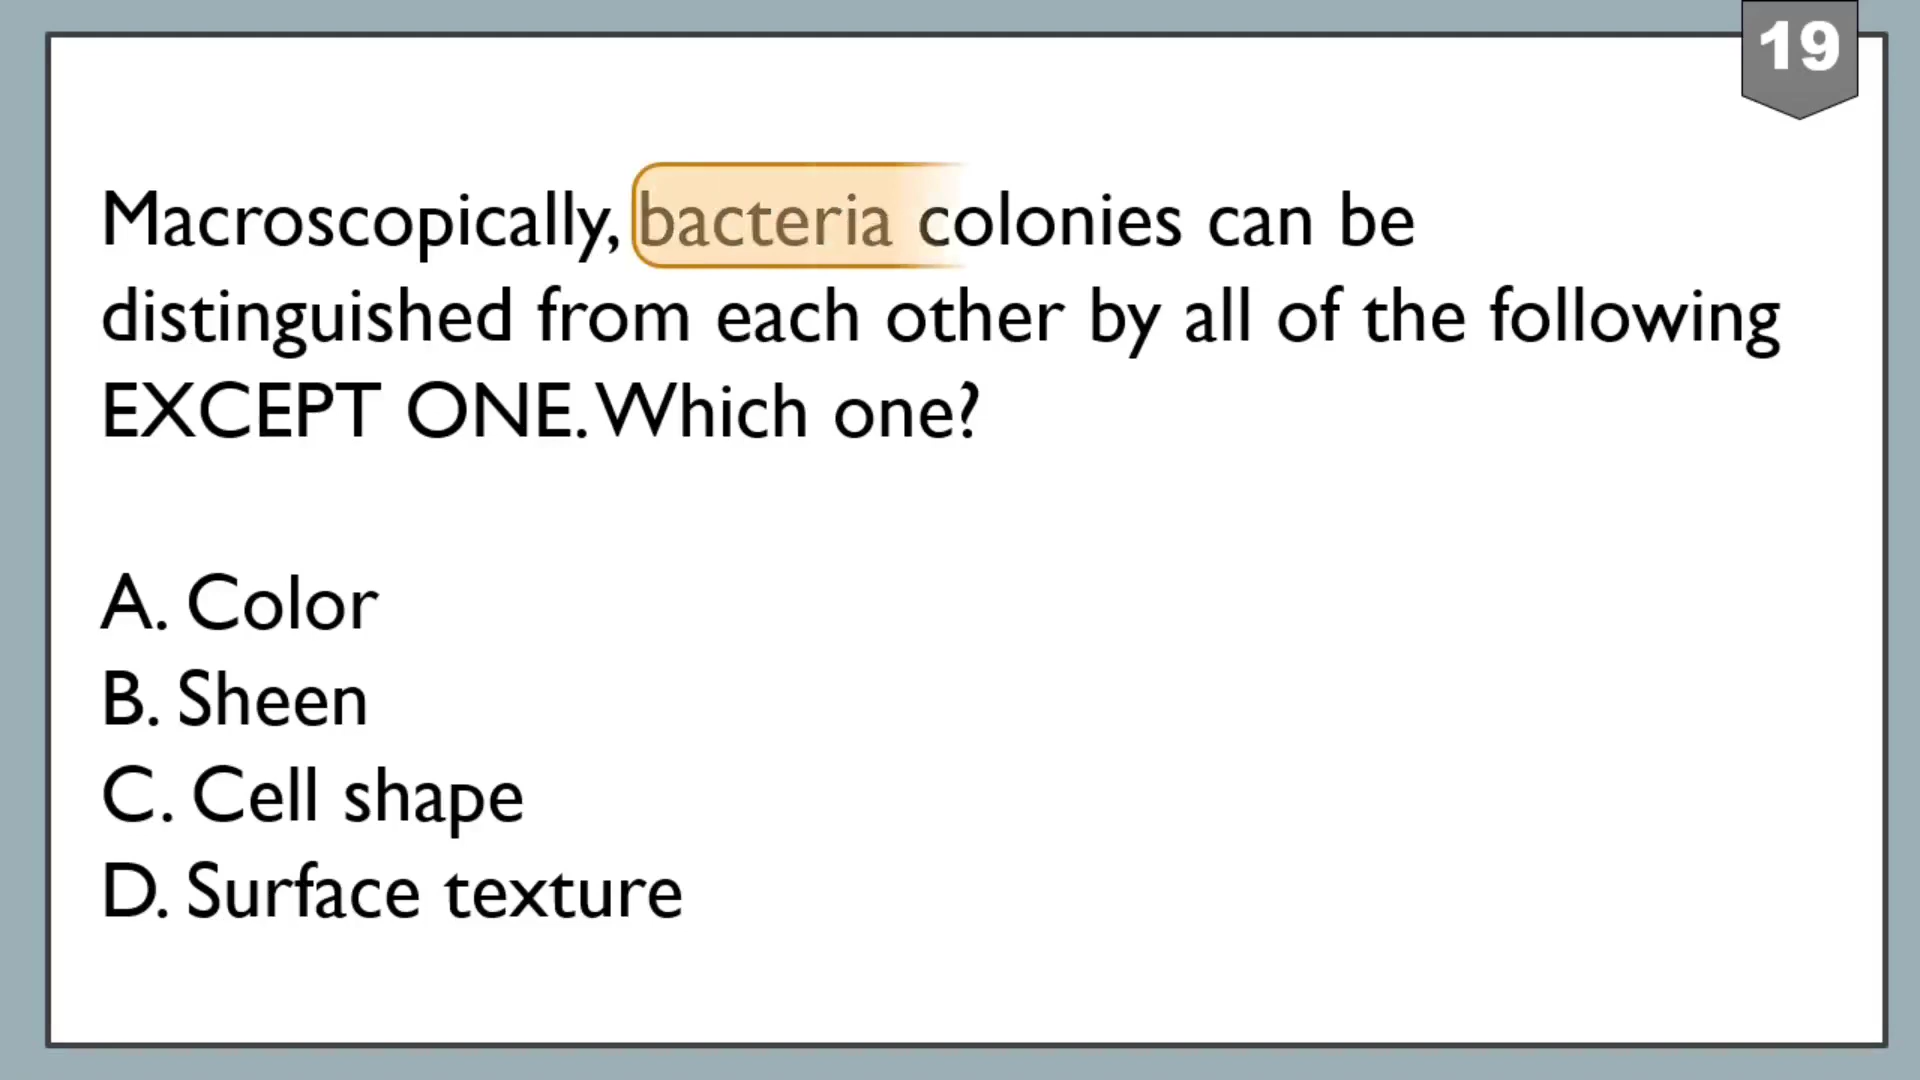 19
Macroscopically, bacteria colonies can be
distinguished from each other by all of the following
EXCEPT ONE. Which one?
A. Color
B. Sheen
C. Cell shape
D. Surface texture